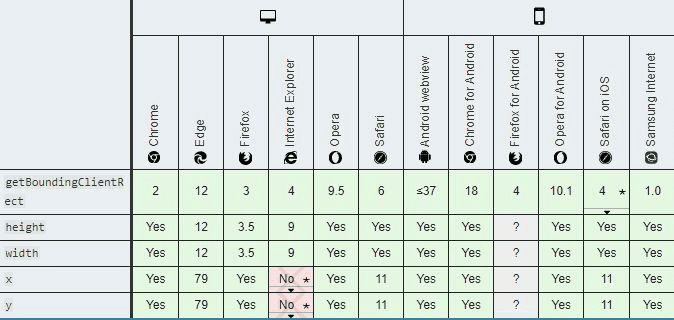 Chrome Edge Firefox Internet Explorer Opera Safari Android webview Chrome for Android Firefox for Android Opera for Android Safari on iOS Samsung Internet
getBoundingClientR
ect 2 12 3 4 9.5 6 ≤37 18 4 10.1 4 * 1.0
height Yes 12 3.5 9 Yes Yes Yes Yes ? Yes Yes Yes
width Yes 12 3.5 9 Yes Yes Yes Yes ? Yes Yes Yes
x Yes 79 Yes No * Yes 11 Yes Yes ? Yes 11 Yes
y Yes 79 Yes No * Yes 11 Yes Yes ? Yes 11 Yes